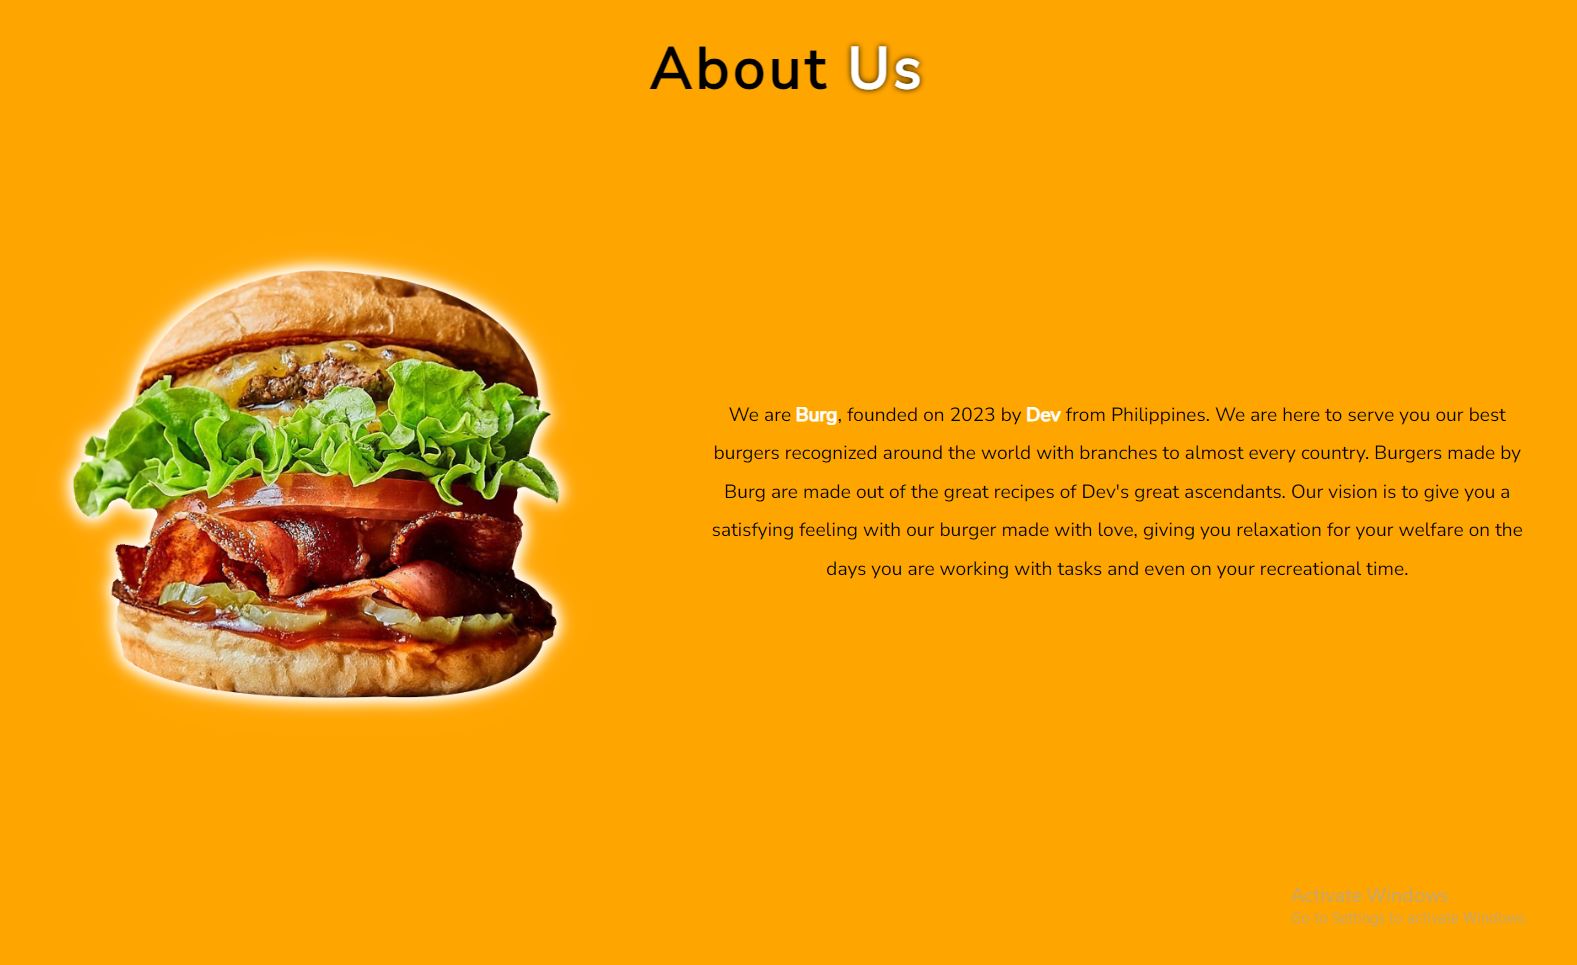 About Us
We are Burg, founded on 2023 by Dev from Philippines. We are here to serve you our best
burgers recognized around the world with branches to almost every country. Burgers made by
Burg are made out of the great recipes of Dev's great ascendants. Our vision is to give you a
satisfying feeling with our burger made with love, giving you relaxation for your welfare on the
days you are working with tasks and even on your recreational time.
Activate Windows
Go to Settings to activate Windows.